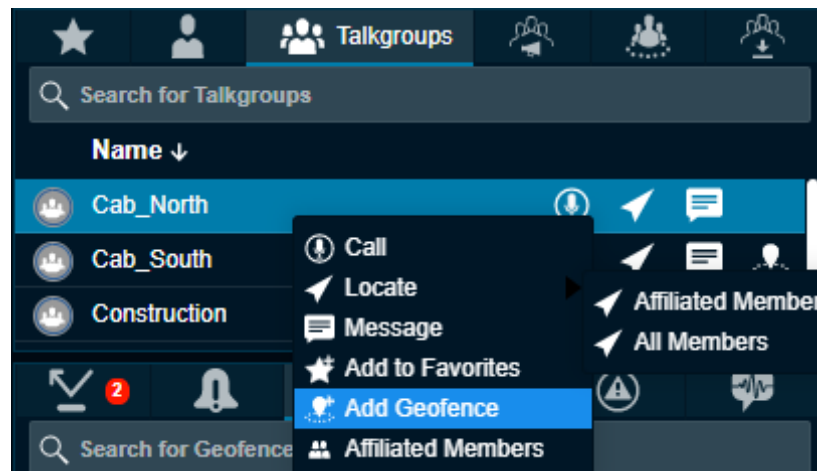 Talkgroups
Search for Talkgroups
Name ↓
Cab_North
Cab_South
Construction
Call
Locate
Message
Add to Favorites
Add Geofence
Affiliated Members
Affiliated Member
All Members
2
Search for Geofence